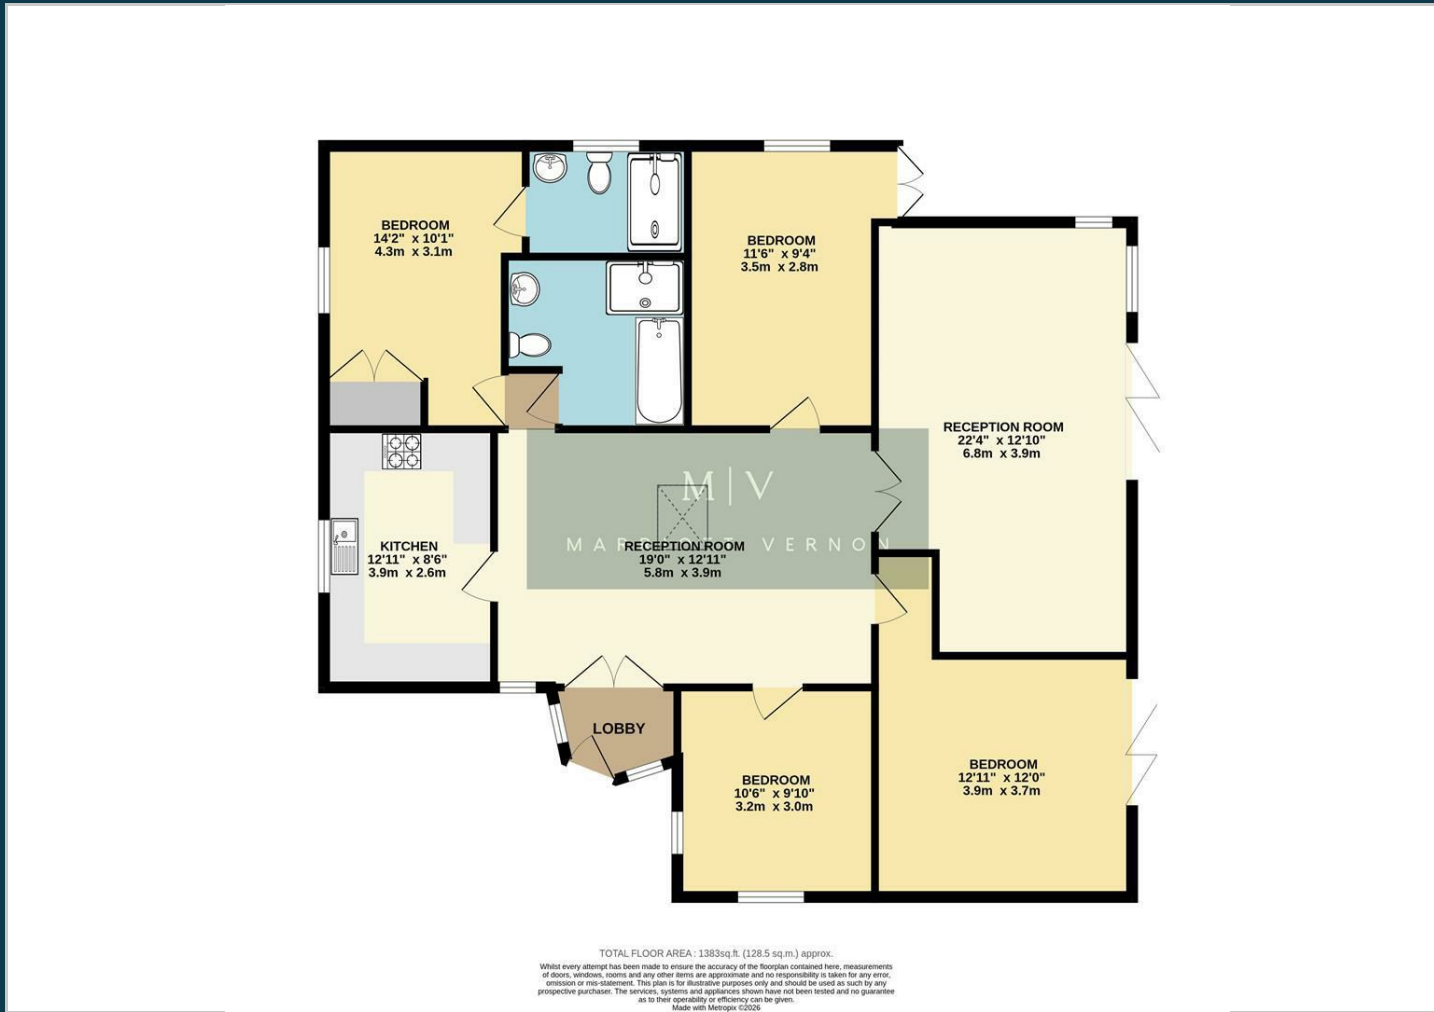 BEDROOM
14'2" x 10'1"
4.3m x 3.1m
BEDROOM
11'6" x 9'4"
3.5m x 2.8m
RECEPTION ROOM
22'4" x 12'10"
6.8m x 3.9m
M|V
MARRIOTT VERNON
KITCHEN
12'11" x 8'6"
3.9m x 2.6m
RECEPTION ROOM
19'0" x 12'11"
5.8m x 3.9m
LOBBY
BEDROOM
10'6" x 9'10"
3.2m x 3.0m
BEDROOM
12'11" x 12'0"
3.9m x 3.7m
TOTAL FLOOR AREA : 1383sq.ft. (128.5 sq.m.) approx.
Whilst every attempt has been made to ensure the accuracy of the floorplan contained here, measurements
of doors, windows, rooms and any other items are approximate and no responsibility is taken for any error,
omission or mis-statement. This plan is for illustrative purposes only and should be used as such by any
prospective purchaser. The services, systems and appliances shown have not been tested and no guarantee
as to their operability or efficiency can be given.
Made with Metropix ©2026